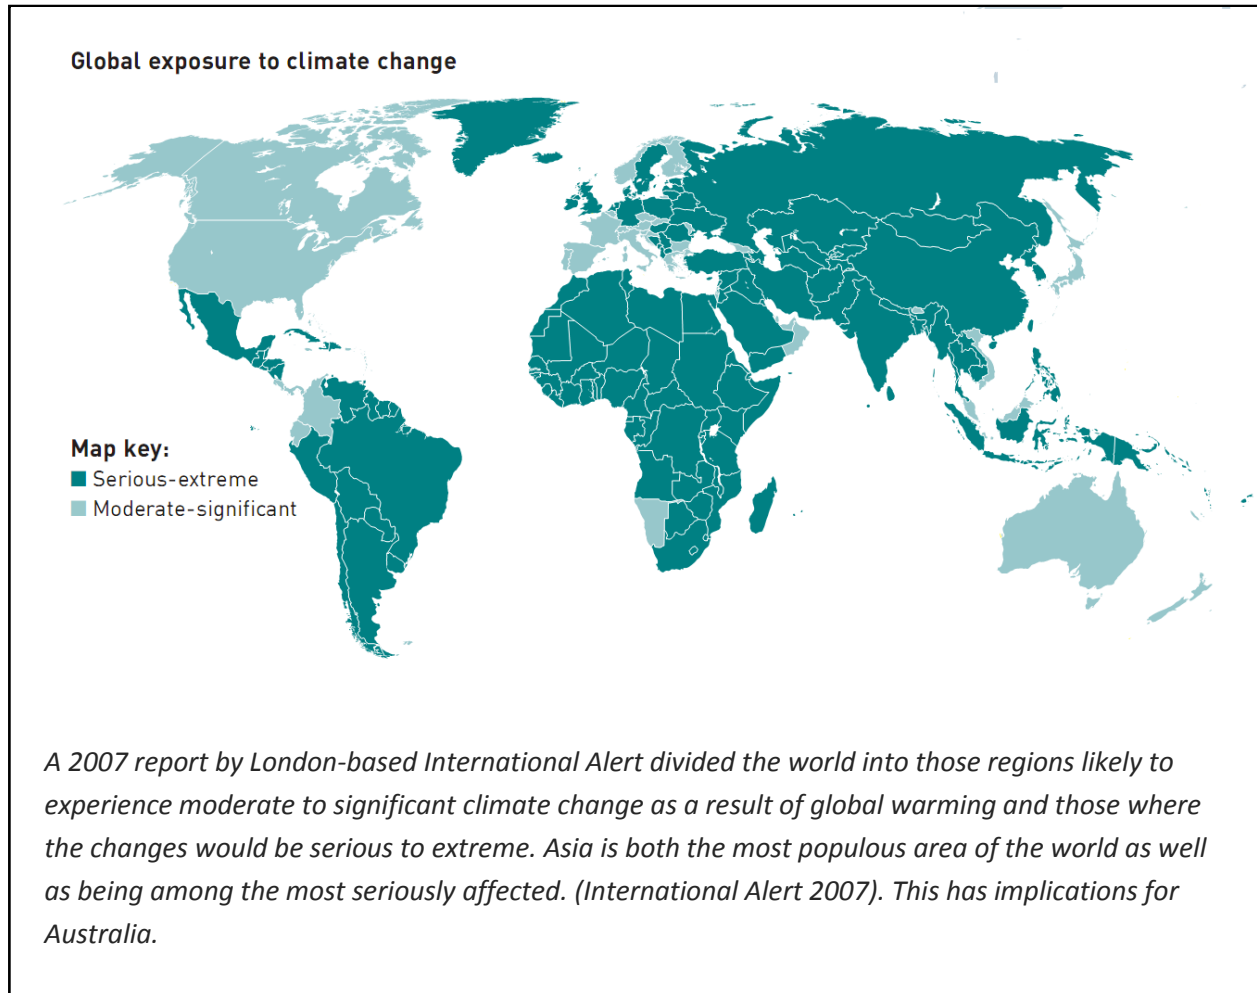 Global exposure to climate change
Map key:
Serious-extreme
Moderate-significant
A 2007 report by London-based International Alert divided the world into those regions likely to
experience moderate to significant climate change as a result of global warming and those where
the changes would be serious to extreme. Asia is both the most populous area of the world as well
as being among the most seriously affected. (International Alert 2007). This has implications for
Australia.